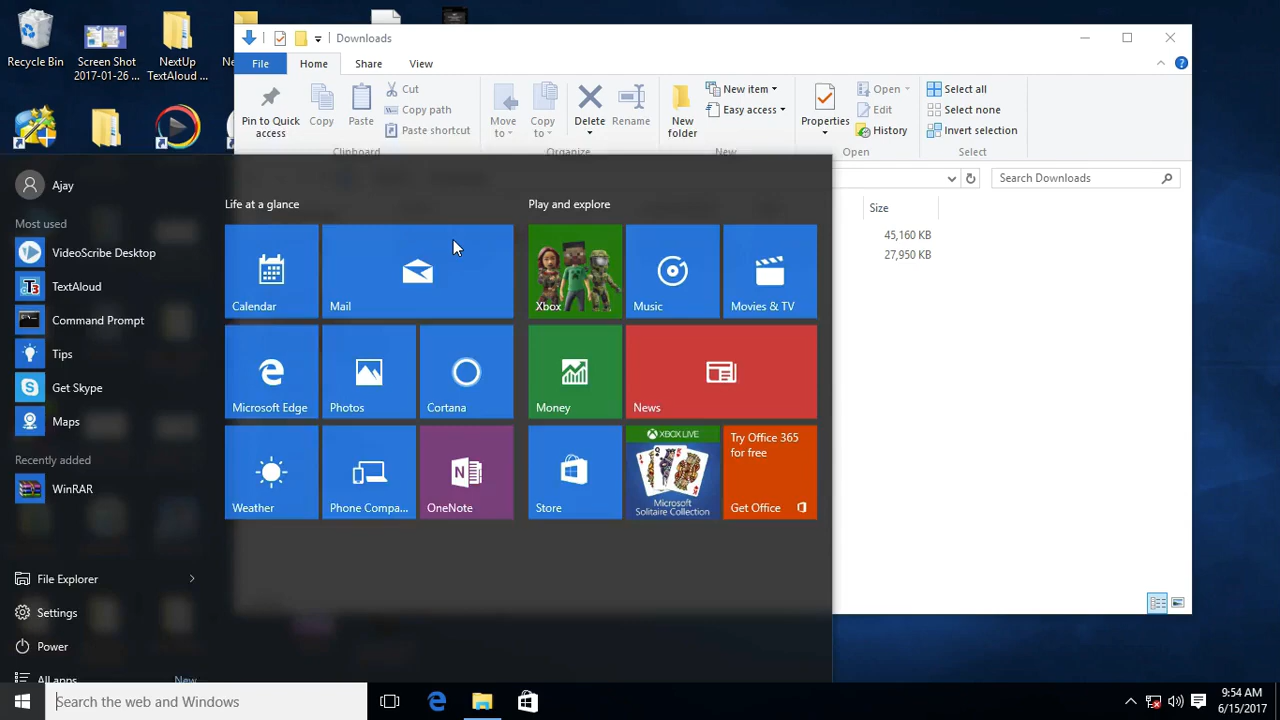 Recycle Bin
Screen Shot
2017-01-26 ...
NextUp
TextAloud ...
Downloads
File
Home
Share
View
Pin to Quick
access
Copy
Paste
Cut
Copy path
Paste shortcut
Clipboard
Move
to
Copy
to
Delete
Rename
Organize
New
folder
New item
Easy access
New
Properties
Open
Edit
History
Open
Select all
Select none
Invert selection
Select
Search Downloads
Size
45,160 KB
27,950 KB
Ajay
Most used
VideoScribe Desktop
TextAloud
Command Prompt
Tips
Get Skype
Maps
Recently added
WinRAR
File Explorer
Settings
Power
All apps
New
Life at a glance
Calendar
Mail
Microsoft Edge
Photos
Cortana
Weather
Phone Compa...
OneNote
Play and explore
Xbox
Music
Movies & TV
Money
News
Store
XBOX LIVE
Microsoft
Solitaire Collection
Try Office 365
for free
Get Office
Search the web and Windows
9:54 AM
6/15/2017